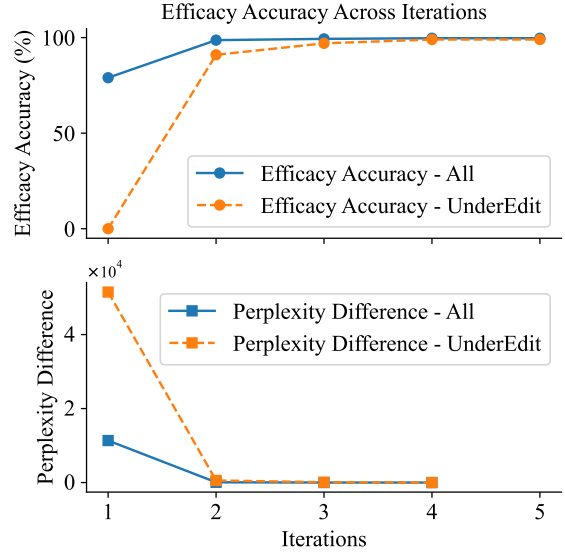 Efficacy Accuracy Across Iterations
Efficacy Accuracy (%)
100
50
0
Efficacy Accuracy - All
Efficacy Accuracy - UnderEdit
×10⁴
Perplexity Difference
4
2
0
Perplexity Difference - All
Perplexity Difference - UnderEdit
1 2 3 4 5
Iterations